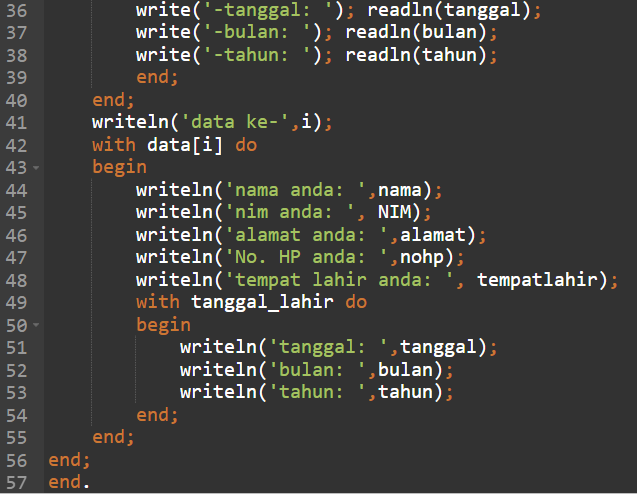 36 write('-tanggal: '); readln(tanggal);
37 write('-bulan: '); readln(bulan);
38 write('-tahun: '); readln(tahun);
39 end;
40 end;
41 writeln('data ke-',i);
42 with data[i] do
43 begin
44 writeln('nama anda: ',nama);
45 writeln('nim anda: ', NIM);
46 writeln('alamat anda: ',alamat);
47 writeln('No. HP anda: ',nohp);
48 writeln('tempat lahir anda: ', tempatlahir);
49 with tanggal_lahir do
50 begin
51 writeln('tanggal: ',tanggal);
52 writeln('bulan: ',bulan);
53 writeln('tahun: ',tahun);
54 end;
55 end;
56 end;
57 end.